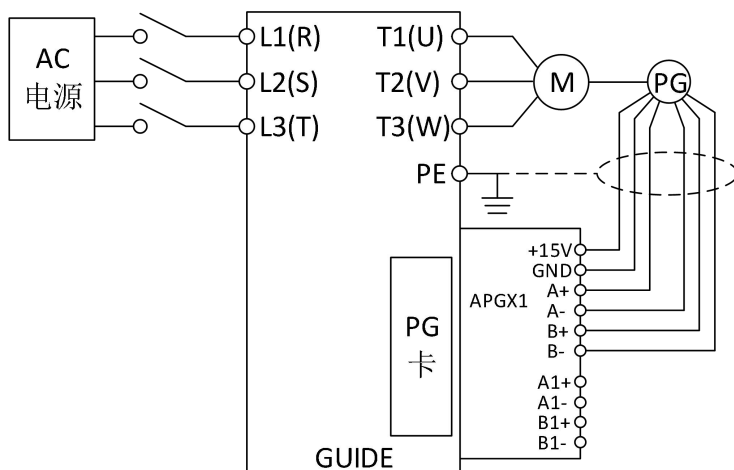 AC
电源
L1(R)
L2(S)
L3(T)
T1(U)
T2(V)
T3(W)
PE
M
PG
+15V
GND
A+
A-
B+
B-
A1+
A1-
B1+
B1-
APGX1
PG
卡
GUIDE